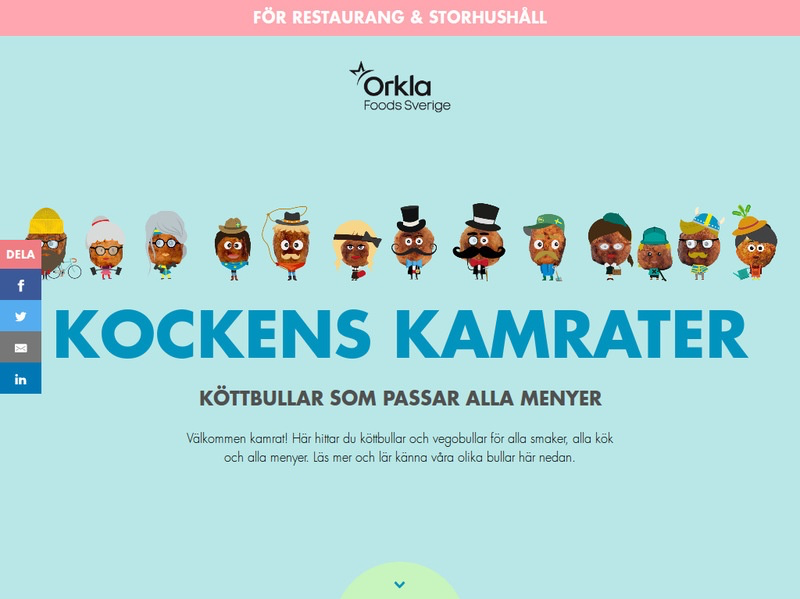 FÖR RESTAURANG & STORHUSHÅLL
Orkla
Foods Sverige
DELA
KOCKENS KAMRATER
KÖTTBULLAR SOM PASSAR ALLA MENYER
Välkommen kamrat! Här hittar du köttbullar och vegobullar för alla smaker, alla kök
och alla menyer. Läs mer och lär känna våra olika bullar här nedan.